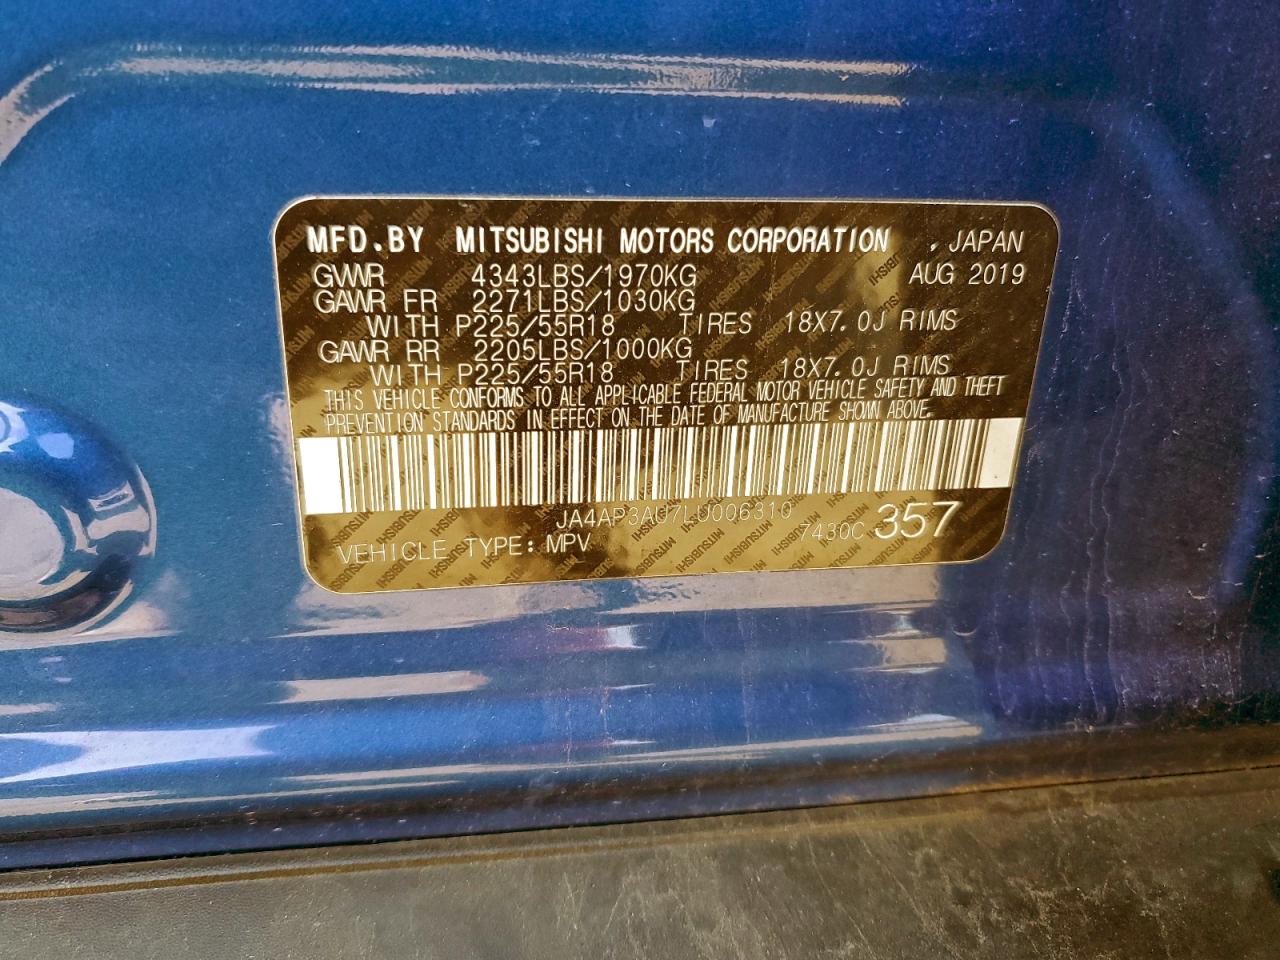 MFD.BY MITSUBISHI MOTORS CORPORATION , JAPAN
GVWR 4343LBS/1970KG AUG 2019
GAWR FR 2271LBS/1030KG
WITH P225/55R18 TIRES 18X7.0J RIMS
GAWR RR 2205LBS/1000KG
WITH P225/55R18 TIRES 18X7.0J RIMS
THIS VEHICLE CONFORMS TO ALL APPLICABLE FEDERAL MOTOR VEHICLE SAFETY AND THEFT
PREVENTION STANDARDS IN EFFECT ON THE DATE OF MANUFACTURE SHOWN ABOVE.
JA4AP3AU7LU006310
VEHICLE TYPE: MPV 7430C 357